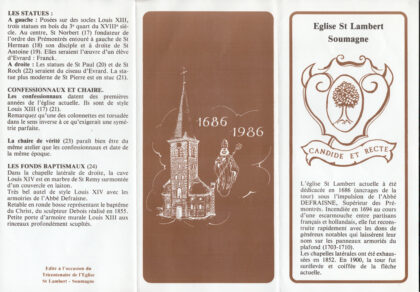 LES STATUES :
A gauche : Posées sur des socles Louis XIII,
trois statues en bois du 3e quart du XVIIIe siè-
cle. Au centre, St Norbert (17) fondateur de
l'ordre des Prémontrés entouré à gauche de St
Herman (18) son disciple et à droite de St
Antoine (19). Elles seraient l'œuvre d'un élève
d'Evrard : Franck.
A droite : Les statues de St Paul (20) et de St
Roch (22) seraient du ciseau d'Evrard. La sta-
tue plus moderne de St Pierre est en stuc (21).
CONFESSIONNAUX ET CHAIRE.
Les confessionnaux datent des premières
années de l'église actuelle. Ils sont de style
Louis XIII (17) (21).
Remarquez qu'une des colonnettes est torsadée
dans le sens inverse à ce qu'exigerait une symé-
trie parfaite.
La chaire de vérité (23) paraît bien être du
même atelier que les confessionnaux et date de
la même époque.
LES FONDS BAPTISMAUX (24)
Dans la chapelle latérale de droite, la cave
Louis XIV est en marbre de St Remy surmontée
d'un couvercle en laiton.
Très bel autel de style Louis XIV avec les
armoiries de l'Abbé Defraisne.
Retable en ronde bosse représentant le baptême
du Christ, du sculpteur Debois réalisé en 1855.
Petite porte d'armoire murale Louis XIII aux
rinceaux profondément sculptés.
Edité à l'occasion du
Tricentenaire de l'Eglise
St Lambert - Soumagne
1686
1986
Eglise St Lambert
Soumagne
CANDIDE ET RECTE
L'église St Lambert actuelle a été
dédicacée en 1686 (ancrages de la
tour) sous l'impulsion de l'Abbé
DEFRAISNE, Supérieur des Pré-
montrés. Incendiée en 1694 au cours
d'une escarmouche entre partisans
français et hollandais, elle fut recons-
truite rapidement avec les dons de
généreux notables qui laissèrent leur
nom sur les panneaux armoriés du
plafond (1703-1710).
Les chapelles latérales ont été exhaus-
sées en 1852. En 1900, la tour fut
surélevée et coiffée de la flèche
actuelle.